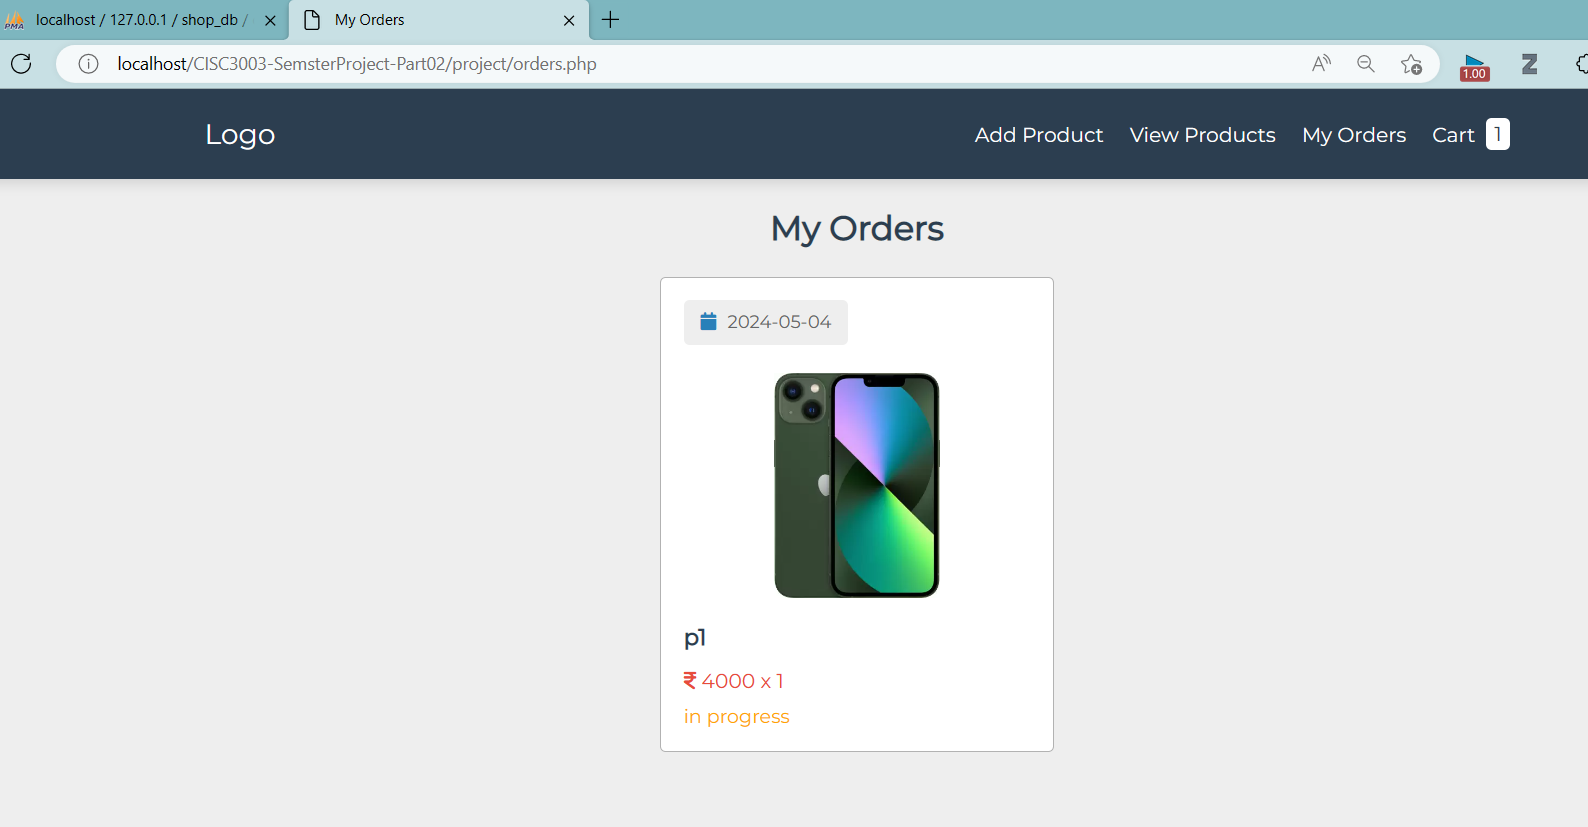 localhost / 127.0.0.1 / shop_db /
My Orders
localhost/CISC3003-SemsterProject-Part02/project/orders.php
1.00
Logo
Add Product
View Products
My Orders
Cart 1
My Orders
2024-05-04
p1
₹ 4000 x 1
in progress